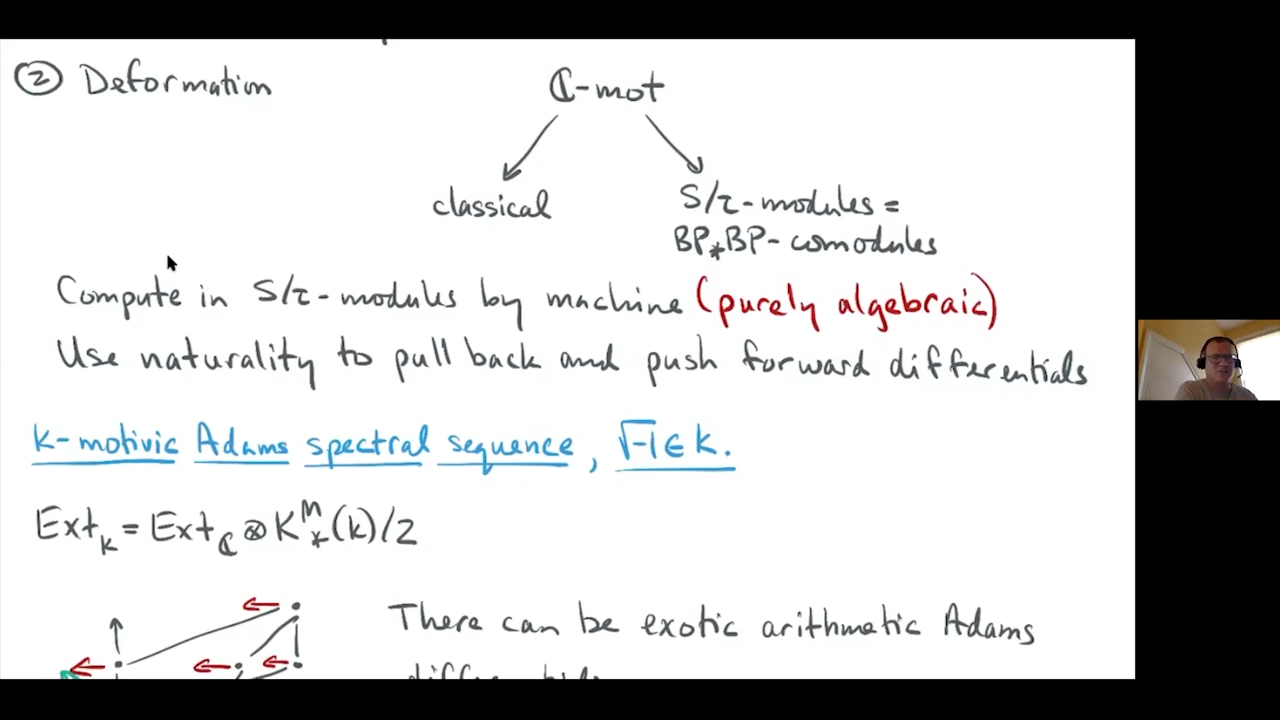 ② Deformation
ℂ-mot
classical
S/τ-modules =
BP_*BP-comodules
Compute in S/τ-modules by machine (purely algebraic)
Use naturality to pull back and push forward differentials
k-motivic Adams spectral sequence, √-1 ∈ k.
Ext_k = Ext_ℂ ⊗ K^M_*(k)/2
There can be exotic arithmetic Adams